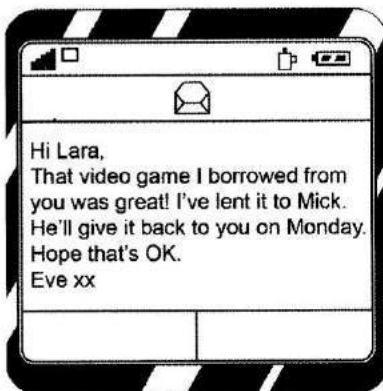 Hi Lara,
That video game I borrowed from
you was great! I've lent it to Mick.
He'll give it back to you on Monday.
Hope that's OK.
Eve xx